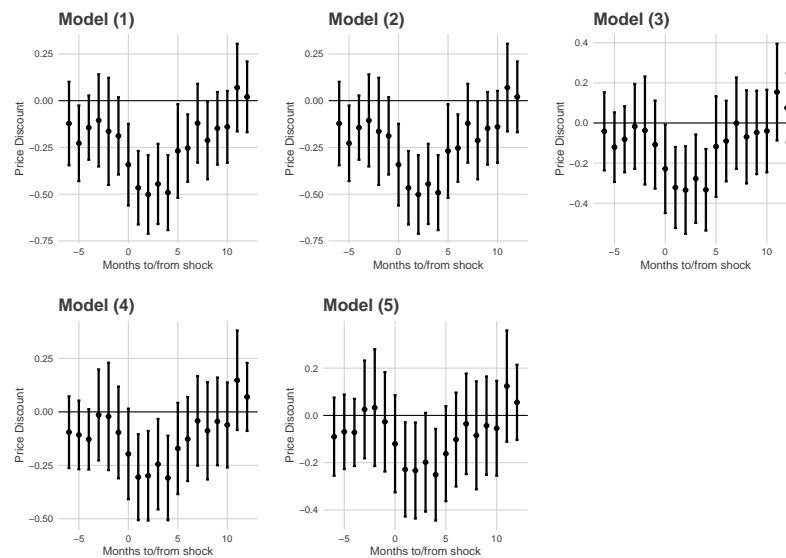 Model (1)
0.25
0.00
−0.25
−0.50
−0.75
Price Discount
−5 0 5 10
Months to/from shock
Model (2)
0.25
0.00
−0.25
−0.50
−0.75
Price Discount
−5 0 5 10
Months to/from shock
Model (3)
0.4
0.2
0.0
−0.2
−0.4
Price Discount
−5 0 5 10
Months to/from shock
Model (4)
0.25
0.00
−0.25
−0.50
Price Discount
−5 0 5 10
Months to/from shock
Model (5)
0.2
0.0
−0.2
−0.4
Price Discount
−5 0 5 10
Months to/from shock